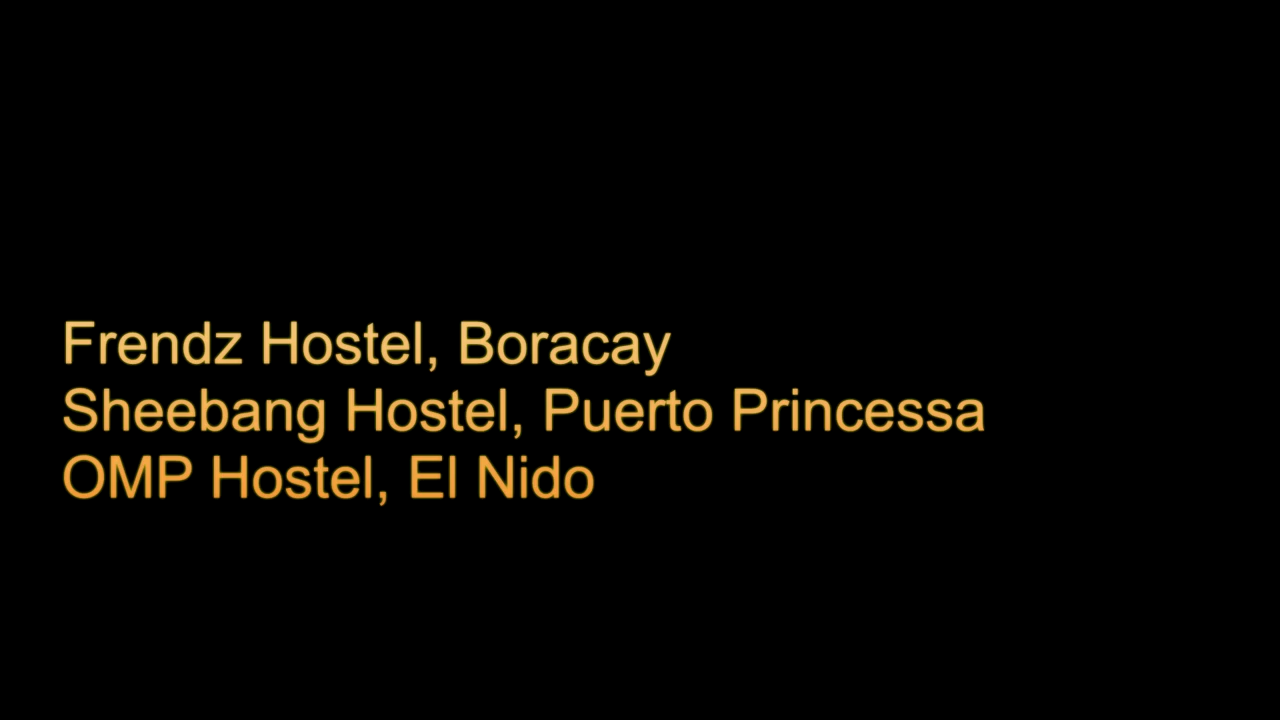 Frendz Hostel, Boracay
Sheebang Hostel, Puerto Princessa
OMP Hostel, El Nido